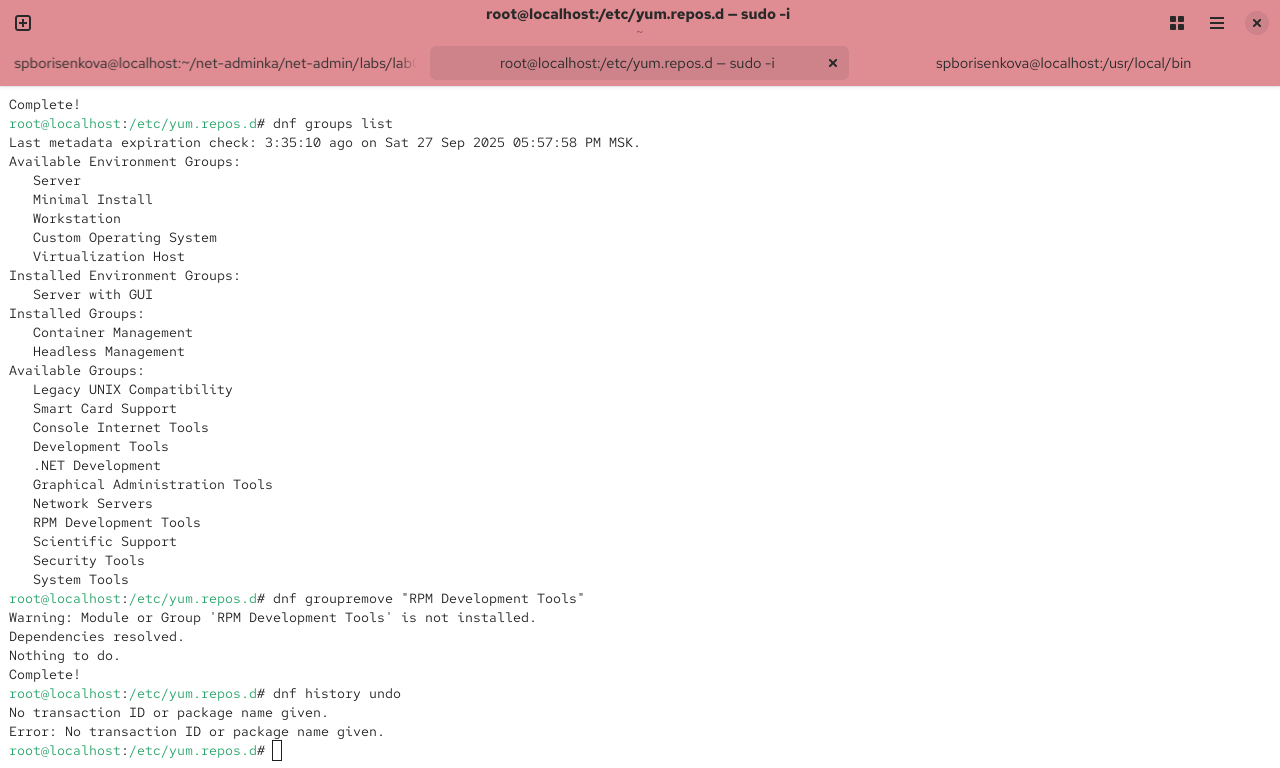 root@localhost:/etc/yum.repos.d — sudo -i
~
spborisenkova@localhost:~/net-adminka/net-admin/labs/lab
root@localhost:/etc/yum.repos.d — sudo -i
spborisenkova@localhost:/usr/local/bin
Complete!
root@localhost:/etc/yum.repos.d# dnf groups list
Last metadata expiration check: 3:35:10 ago on Sat 27 Sep 2025 05:57:58 PM MSK.
Available Environment Groups:
   Server
   Minimal Install
   Workstation
   Custom Operating System
   Virtualization Host
Installed Environment Groups:
   Server with GUI
Installed Groups:
   Container Management
   Headless Management
Available Groups:
   Legacy UNIX Compatibility
   Smart Card Support
   Console Internet Tools
   Development Tools
   .NET Development
   Graphical Administration Tools
   Network Servers
   RPM Development Tools
   Scientific Support
   Security Tools
   System Tools
root@localhost:/etc/yum.repos.d# dnf groupremove "RPM Development Tools"
Warning: Module or Group 'RPM Development Tools' is not installed.
Dependencies resolved.
Nothing to do.
Complete!
root@localhost:/etc/yum.repos.d# dnf history undo
No transaction ID or package name given.
Error: No transaction ID or package name given.
root@localhost:/etc/yum.repos.d#